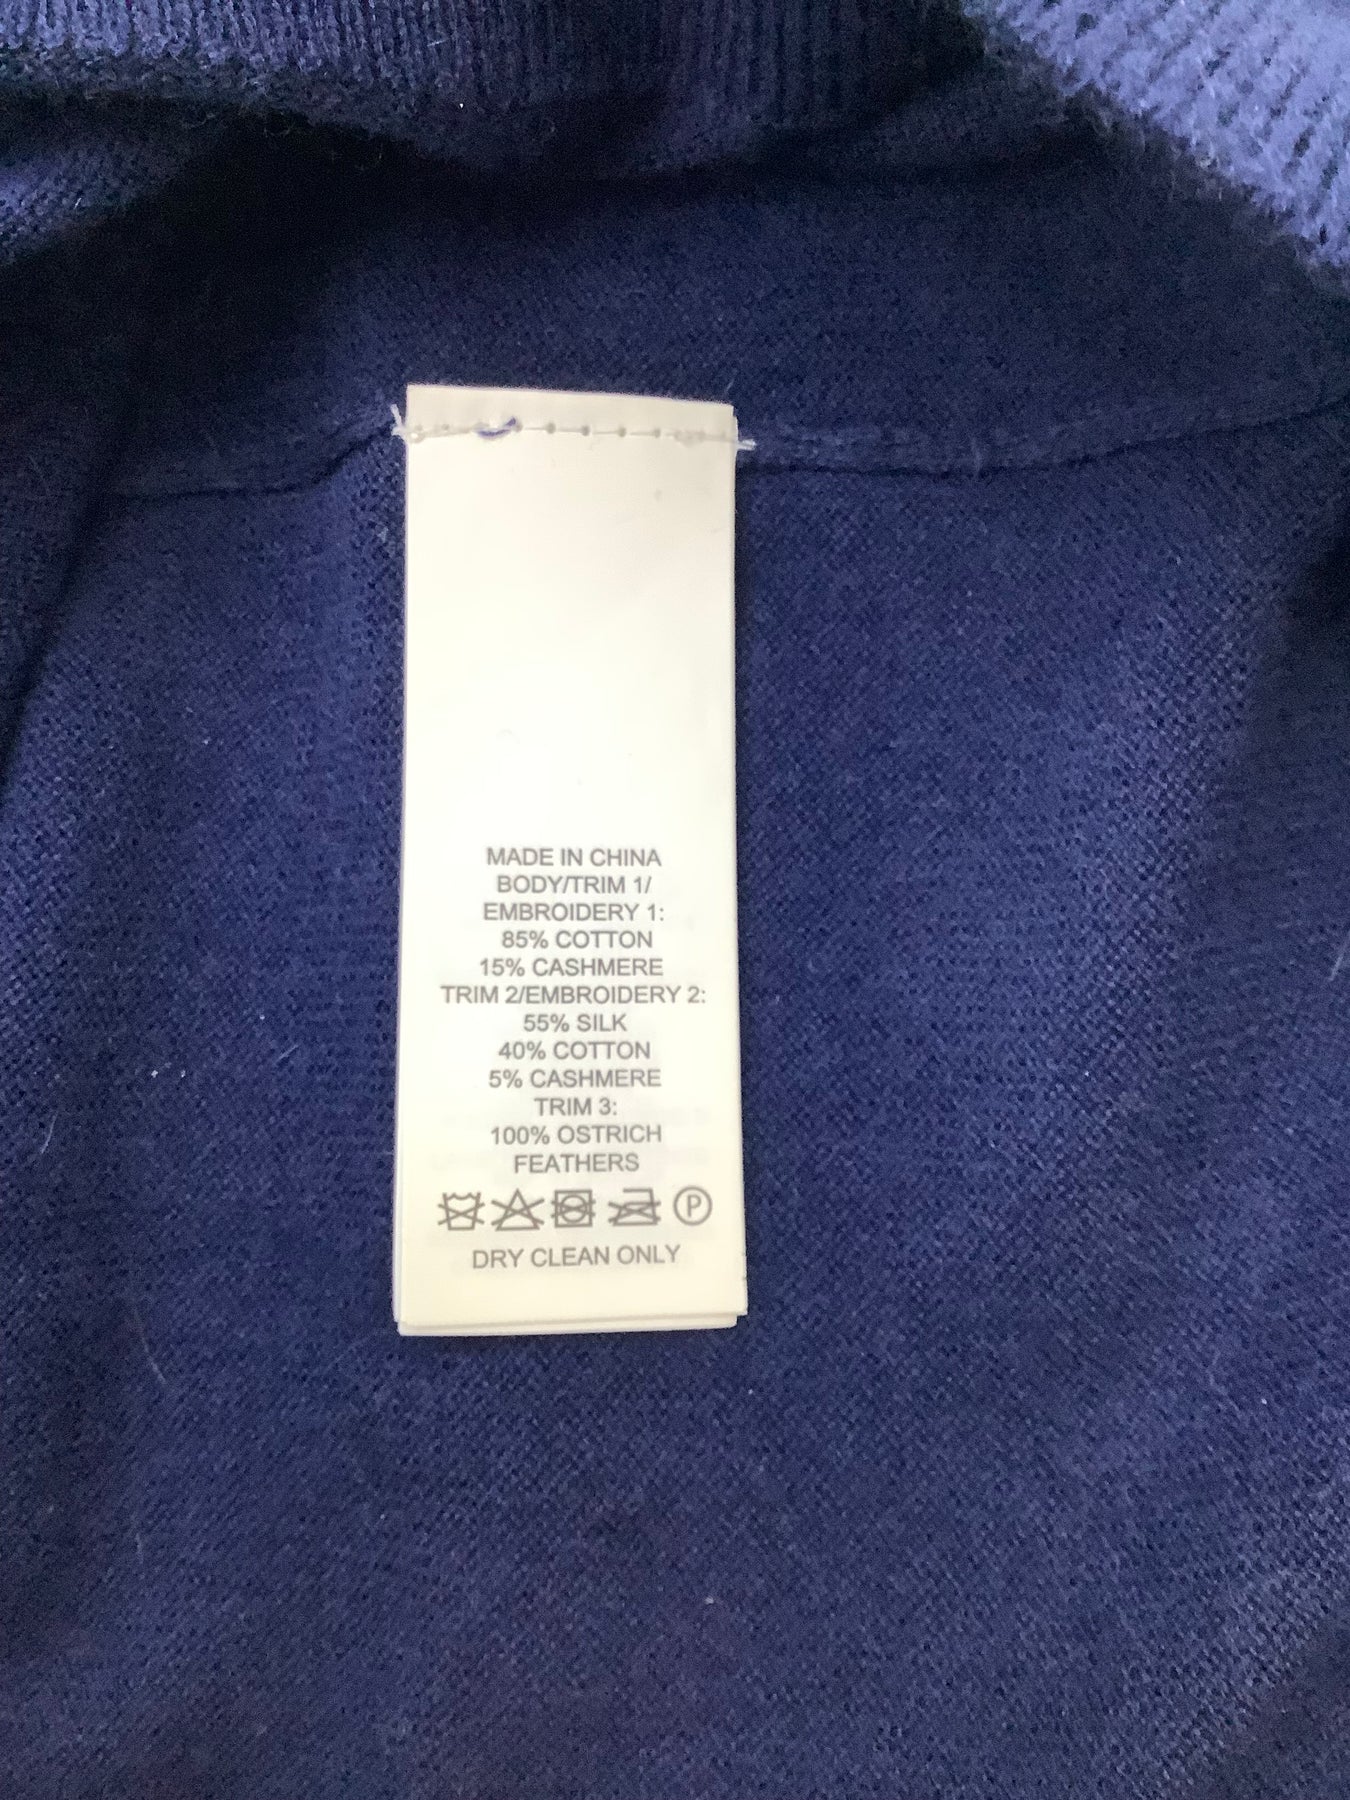 MADE IN CHINA
BODY/TRIM 1/
EMBROIDERY 1:
85% COTTON
15% CASHMERE
TRIM 2/EMBROIDERY 2:
55% SILK
40% COTTON
5% CASHMERE
TRIM 3:
100% OSTRICH
FEATHERS
P
DRY CLEAN ONLY